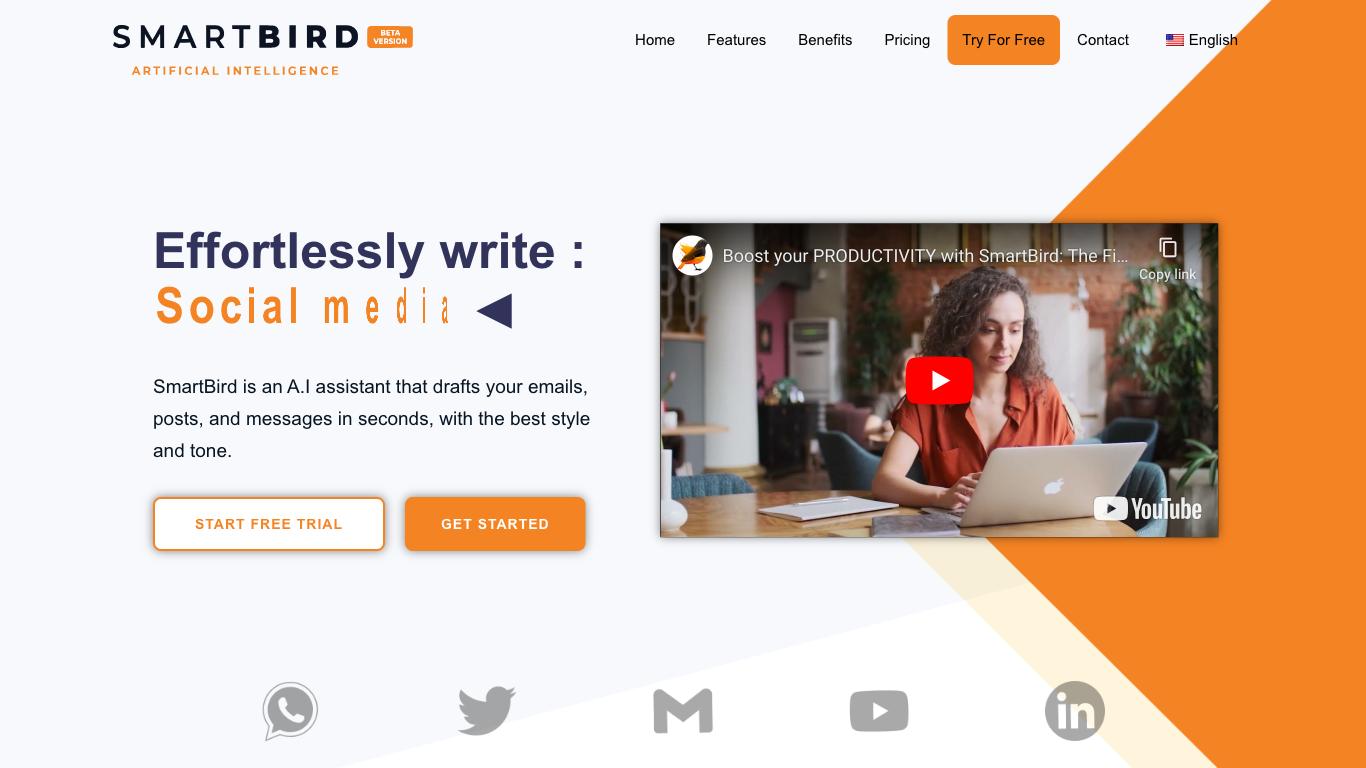 SMARTBIRD
BETA
VERSION
ARTIFICIAL INTELLIGENCE
Home
Features
Benefits
Pricing
Try For Free
Contact
English
Effortlessly write :
Social media
SmartBird is an A.I assistant that drafts your emails,
posts, and messages in seconds, with the best style
and tone.
START FREE TRIAL
GET STARTED
Boost your PRODUCTIVITY with SmartBird: The Fi...
Copy link
YouTube
in